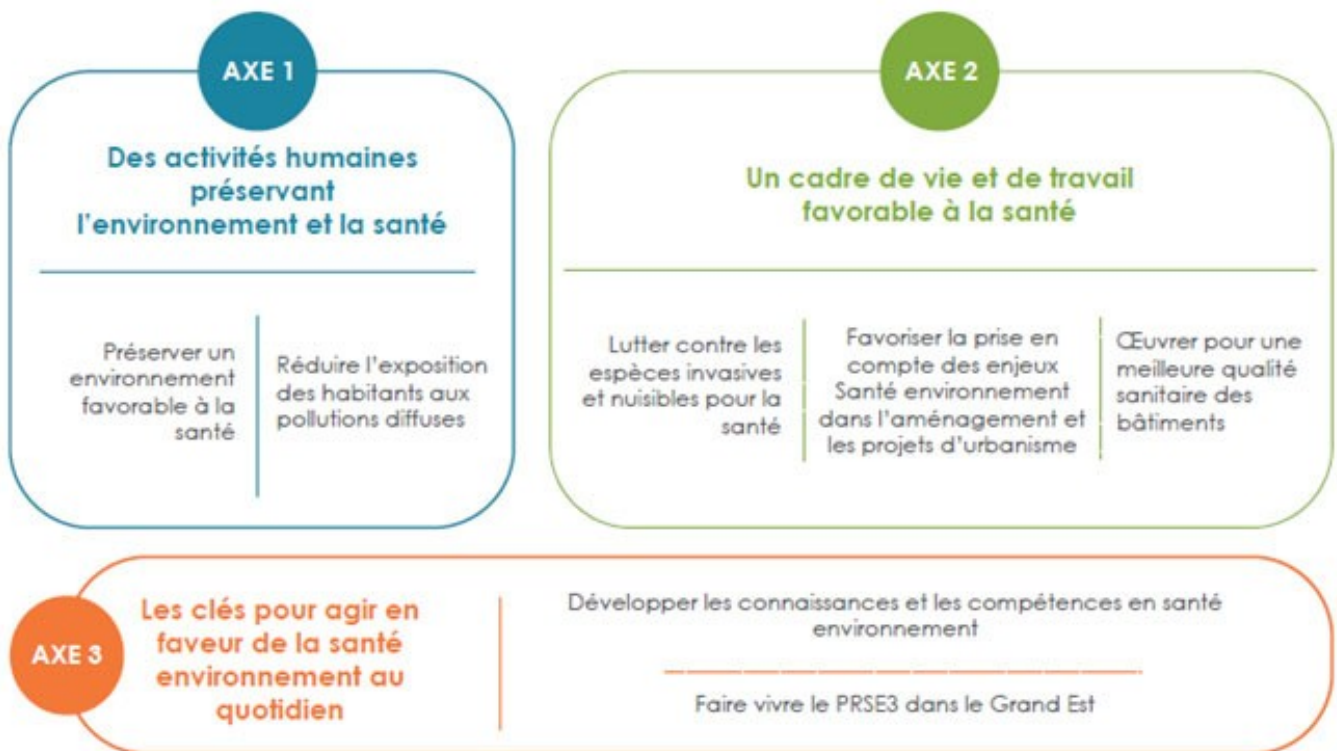 AXE 1
Des activités humaines
préservant
l'environnement et la santé
Préserver un
environnement
favorable à la
santé
Réduire l'exposition
des habitants aux
pollutions diffuses
AXE 2
Un cadre de vie et de travail
favorable à la santé
Lutter contre les
espèces invasives
et nuisibles pour la
santé
Favoriser la prise en
compte des enjeux
Santé environnement
dans l'aménagement et
les projets d'urbanisme
Œuvrer pour une
meilleure qualité
sanitaire des
bâtiments
AXE 3
Les clés pour agir en
faveur de la santé
environnement au
quotidien
Développer les connaissances et les compétences en santé
environnement
Faire vivre le PRSE3 dans le Grand Est